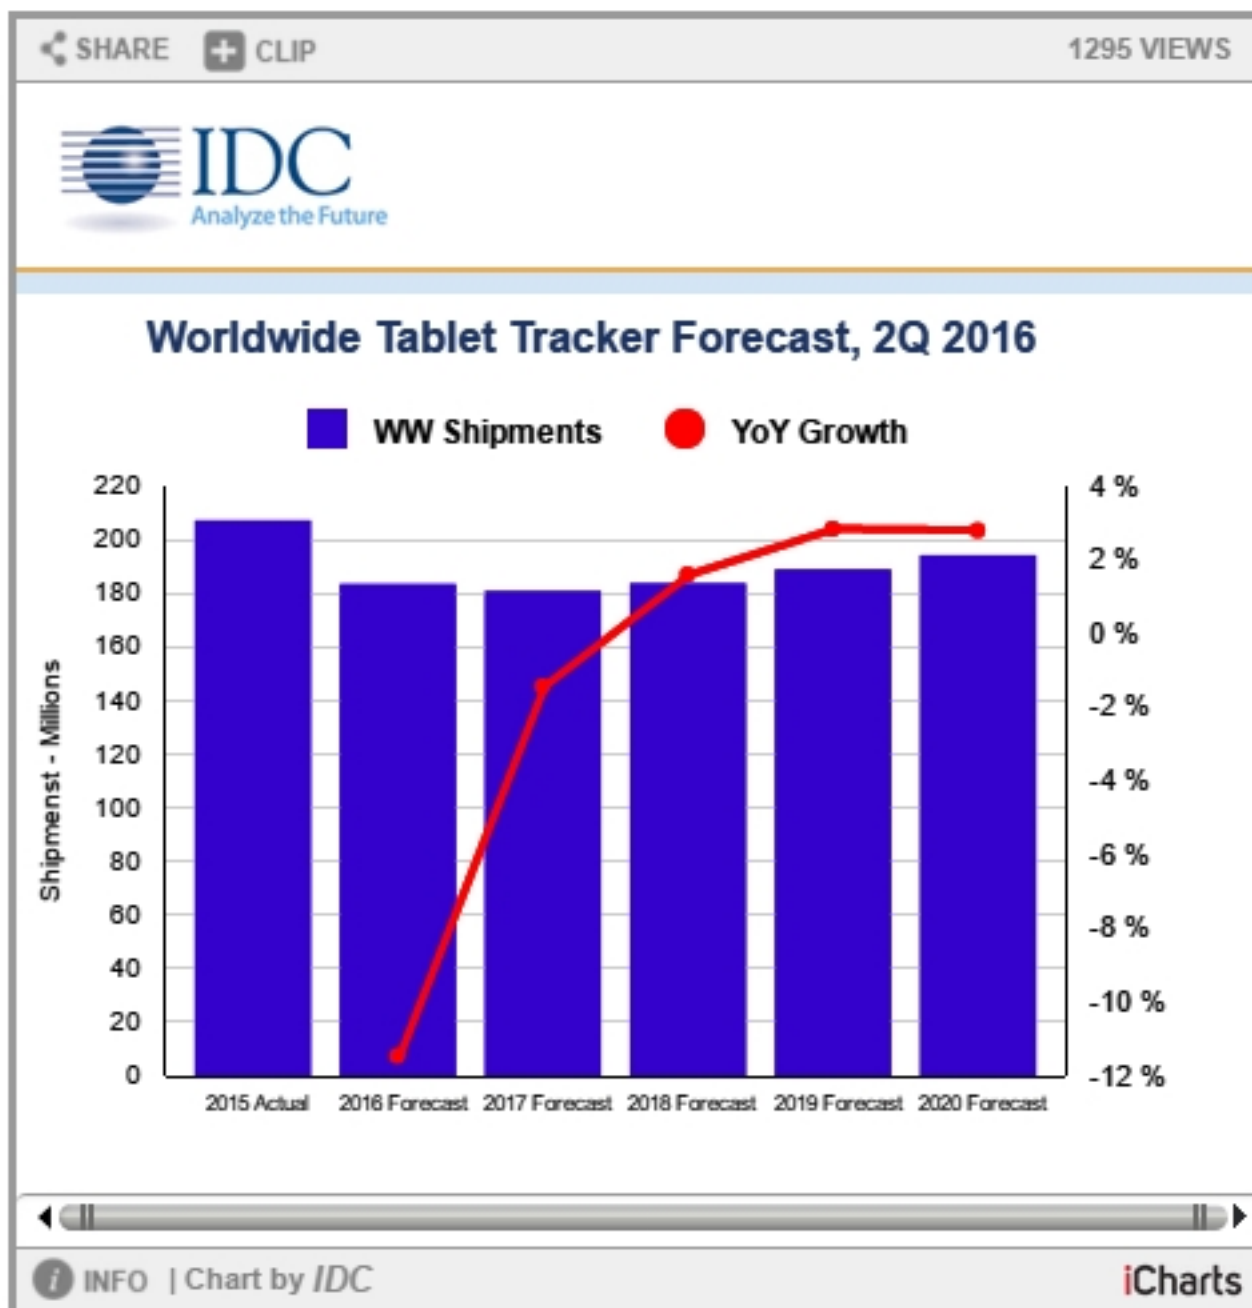 SHARE CLIP 1295 VIEWS
IDC
Analyze the Future
Worldwide Tablet Tracker Forecast, 2Q 2016
WW Shipments YoY Growth
Shipmenst - Millions
220
200
180
160
140
120
100
80
60
40
20
0
4 %
2 %
0 %
-2 %
-4 %
-6 %
-8 %
-10 %
-12 %
2015 Actual 2016 Forecast 2017 Forecast 2018 Forecast 2019 Forecast 2020 Forecast
i INFO | Chart by IDC iCharts